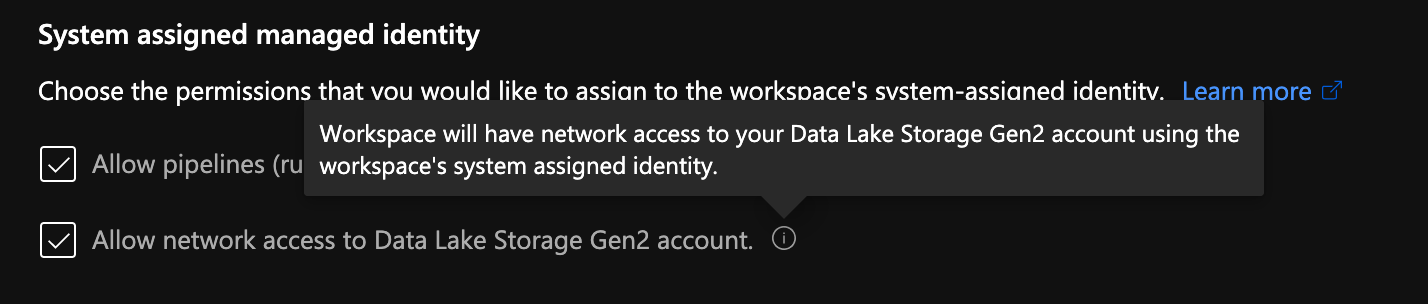 System assigned managed identity
Choose the permissions that you would like to assign to the workspace's system-assigned identity. Learn more
Workspace will have network access to your Data Lake Storage Gen2 account using the
workspace's system assigned identity.
Allow pipelines (ru
Allow network access to Data Lake Storage Gen2 account.